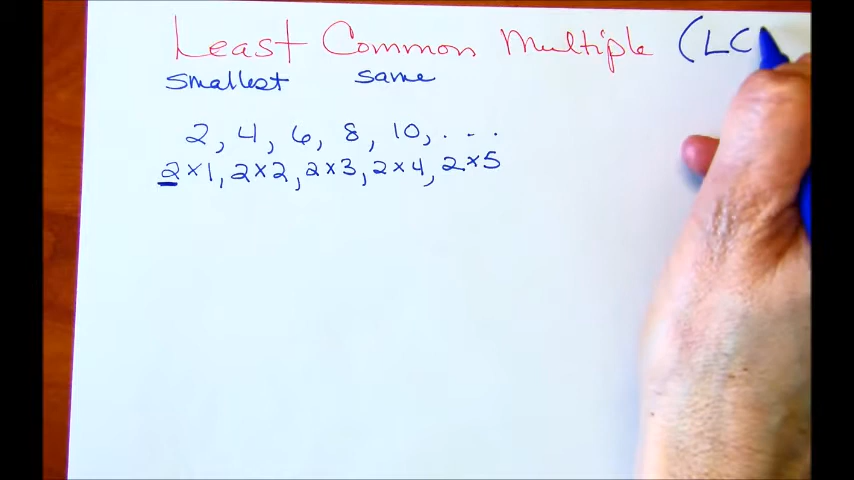 Least Common Multiple (LC
smallest same
2, 4, 6, 8, 10, . . .
2×1, 2×2, 2×3, 2×4, 2×5